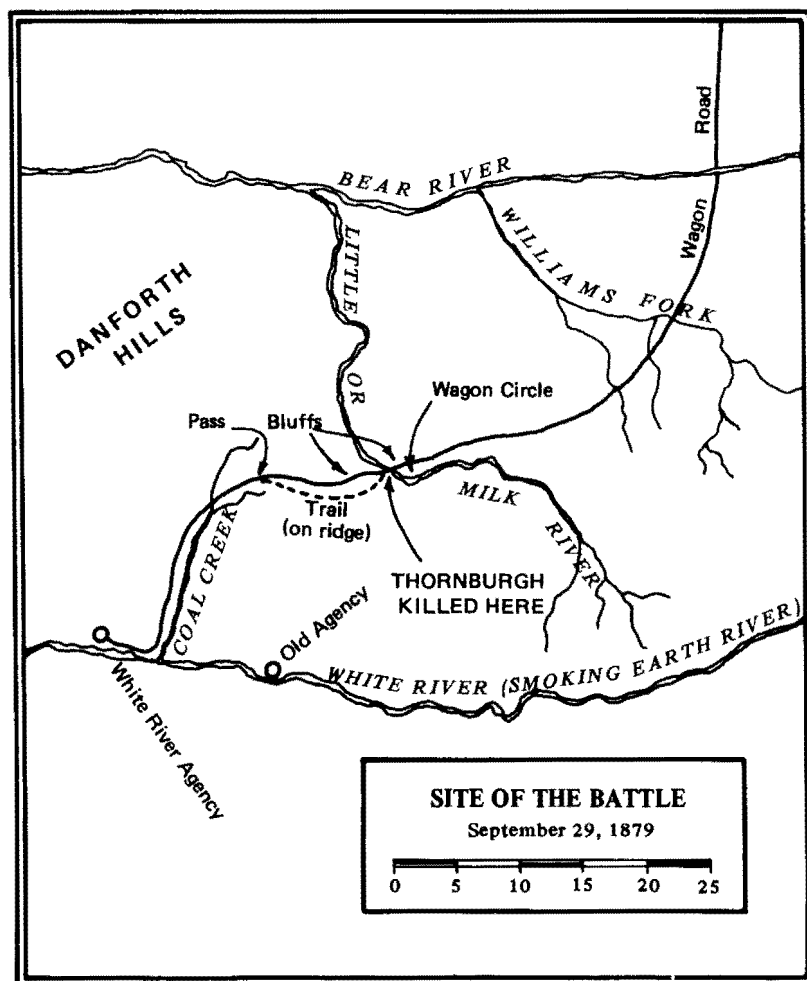 Road
Wagon
BEAR RIVER
WILLIAMS FORK
LITTLE OR
DANFORTH
HILLS
Wagon Circle
Pass
Bluffs
MILK RIVER
Trail
(on ridge)
COAL CREEK
THORNBURGH
KILLED HERE
Old Agency
WHITE RIVER (SMOKING EARTH RIVER)
White River Agency
SITE OF THE BATTLE
September 29, 1879
0 5 10 15 20 25